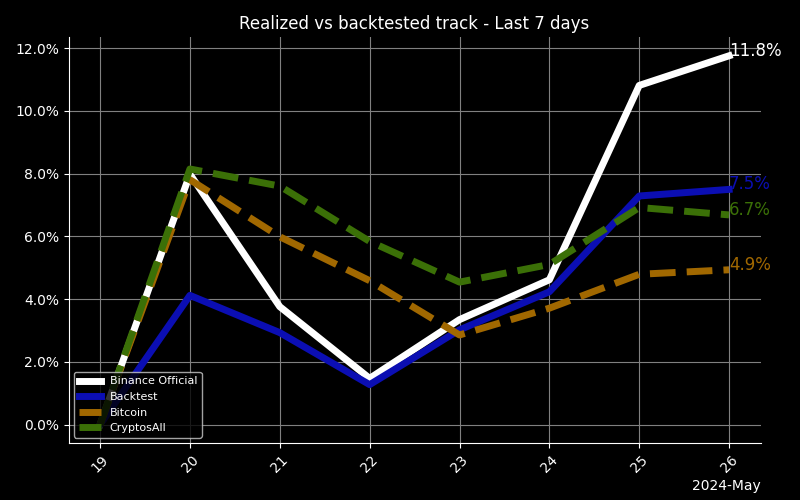 Realized vs backtested track - Last 7 days
12.0%
10.0%
8.0%
6.0%
4.0%
2.0%
0.0%
11.8%
7.5%
6.7%
4.9%
Binance Official
Backtest
Bitcoin
CryptosAll
19 20 21 22 23 24 25 26
2024-May